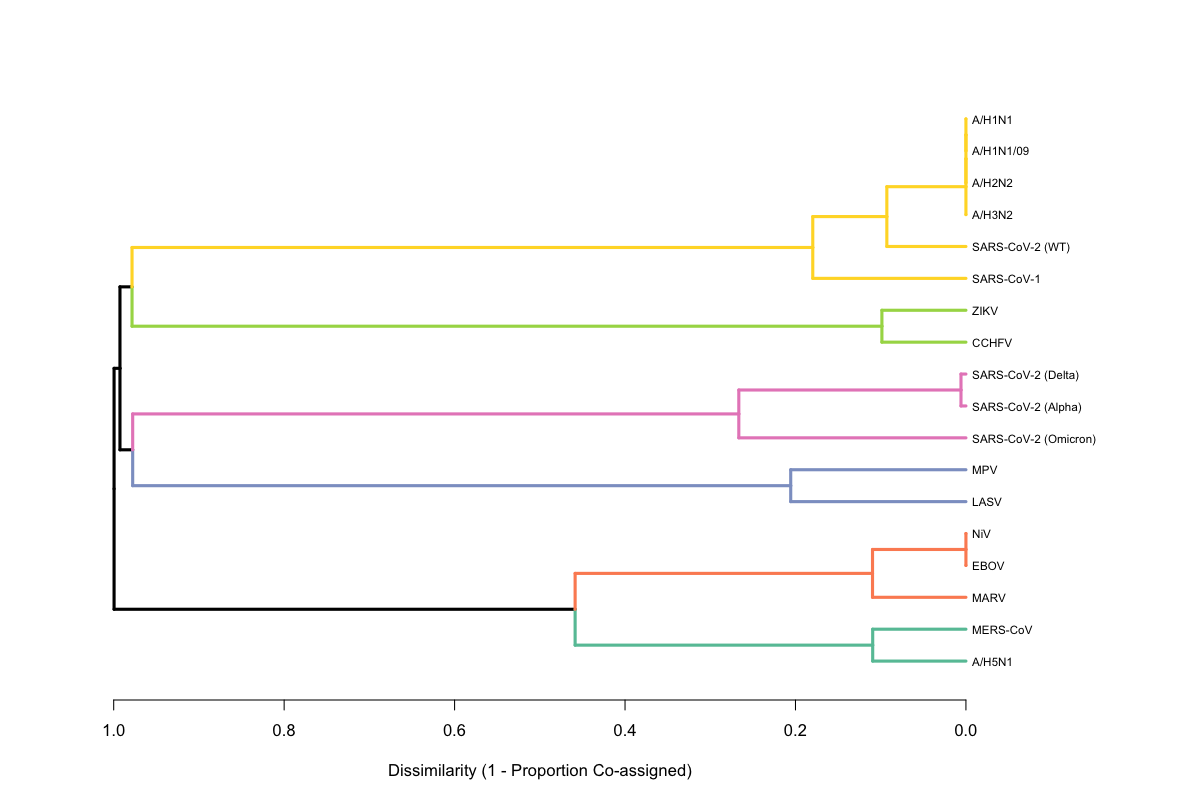 A/H1N1
A/H1N1/09
A/H2N2
A/H3N2
SARS-CoV-2 (WT)
SARS-CoV-1
ZIKV
CCHFV
SARS-CoV-2 (Delta)
SARS-CoV-2 (Alpha)
SARS-CoV-2 (Omicron)
MPV
LASV
NiV
EBOV
MARV
MERS-CoV
A/H5N1
1.0 0.8 0.6 0.4 0.2 0.0
Dissimilarity (1 - Proportion Co-assigned)